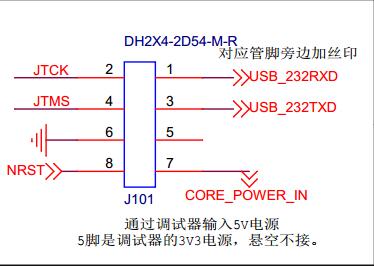 DH2X4-2D54-M-R
对应管脚旁边加丝印
JTCK 2 1 USB_232RXD
JTMS 4 3 USB_232TXD
6 5
NRST 8 7
J101 CORE_POWER_IN
通过调试器输入5V电源
5脚是调试器的3V3电源，悬空不接。